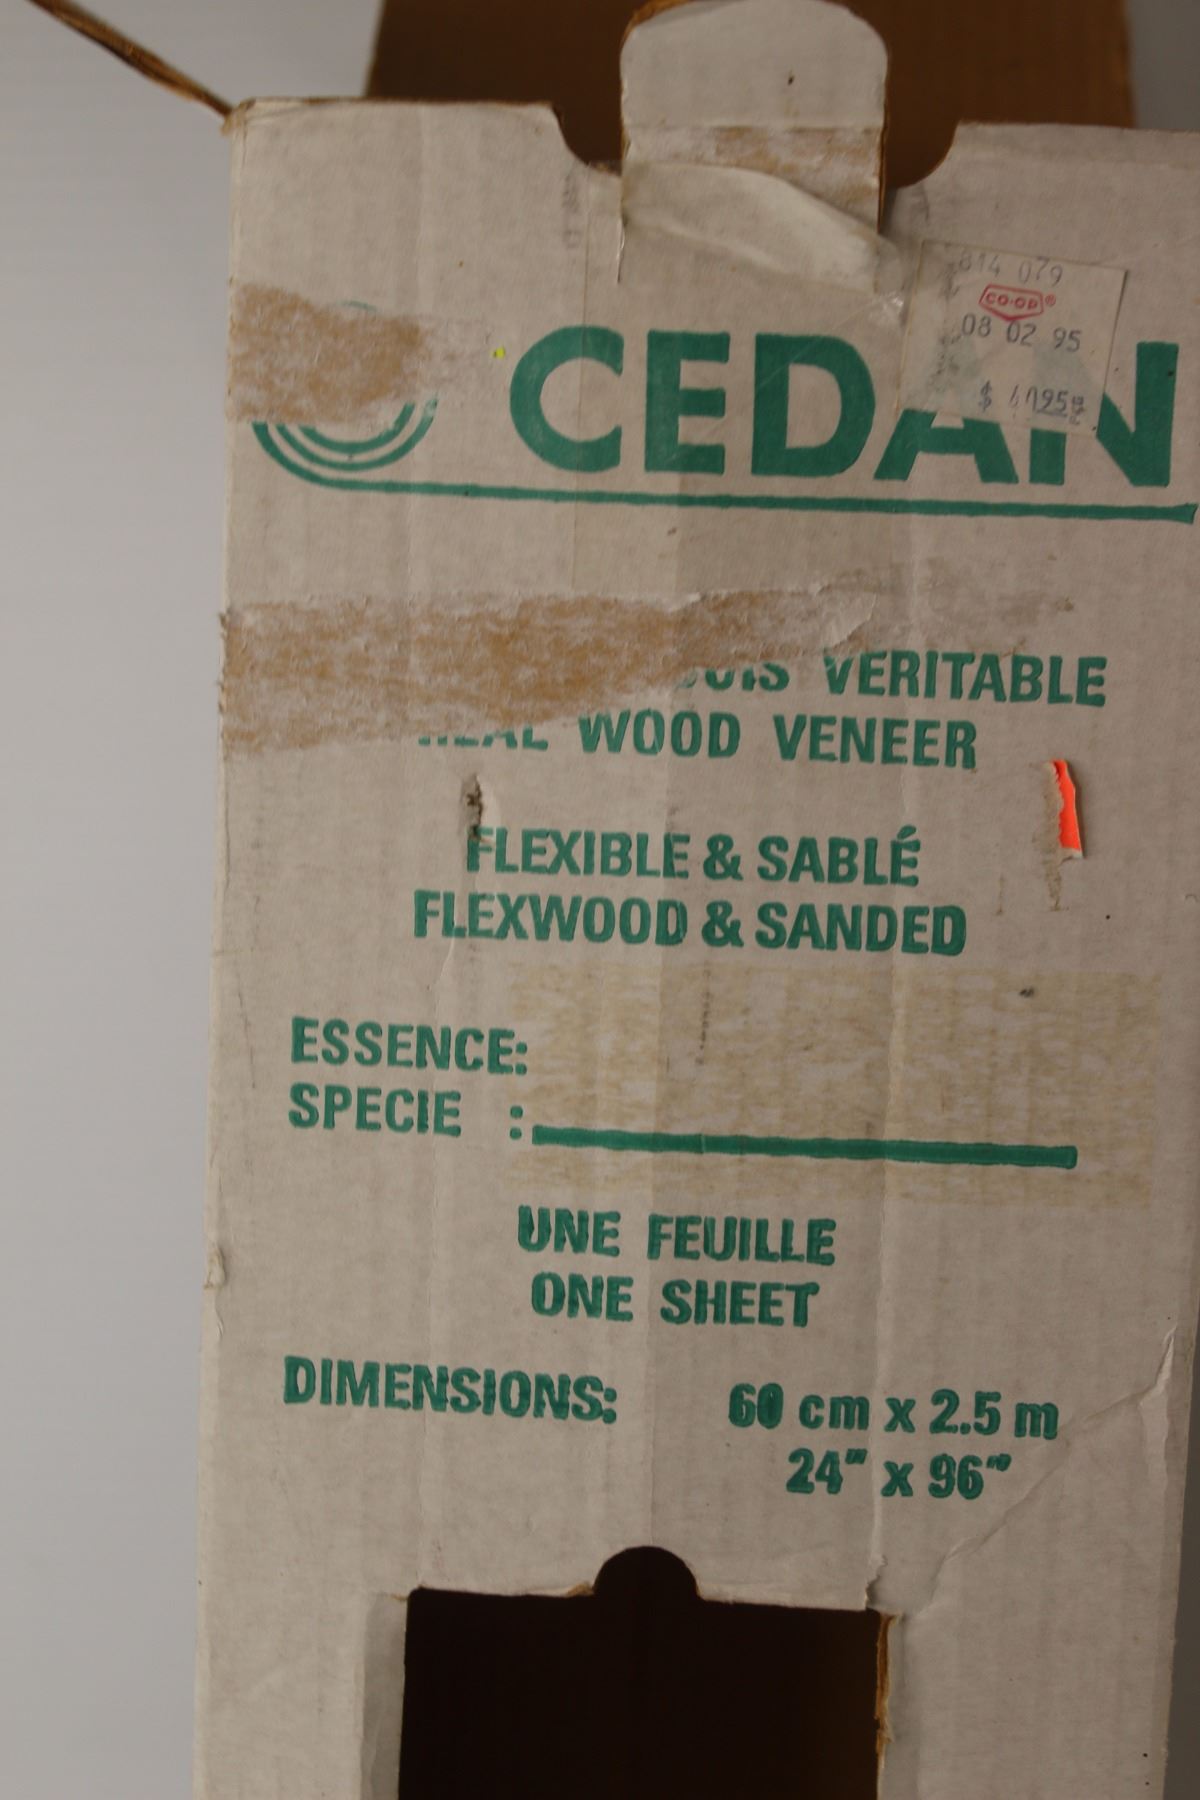 814 079
CO-OP®
08 02 95
CEDAN
VERITABLE
REAL WOOD VENEER
FLEXIBLE & SABLÉ
FLEXWOOD & SANDED
ESSENCE:
SPECIE :
UNE FEUILLE
ONE SHEET
DIMENSIONS: 60 cm x 2.5 m
24" x 96"